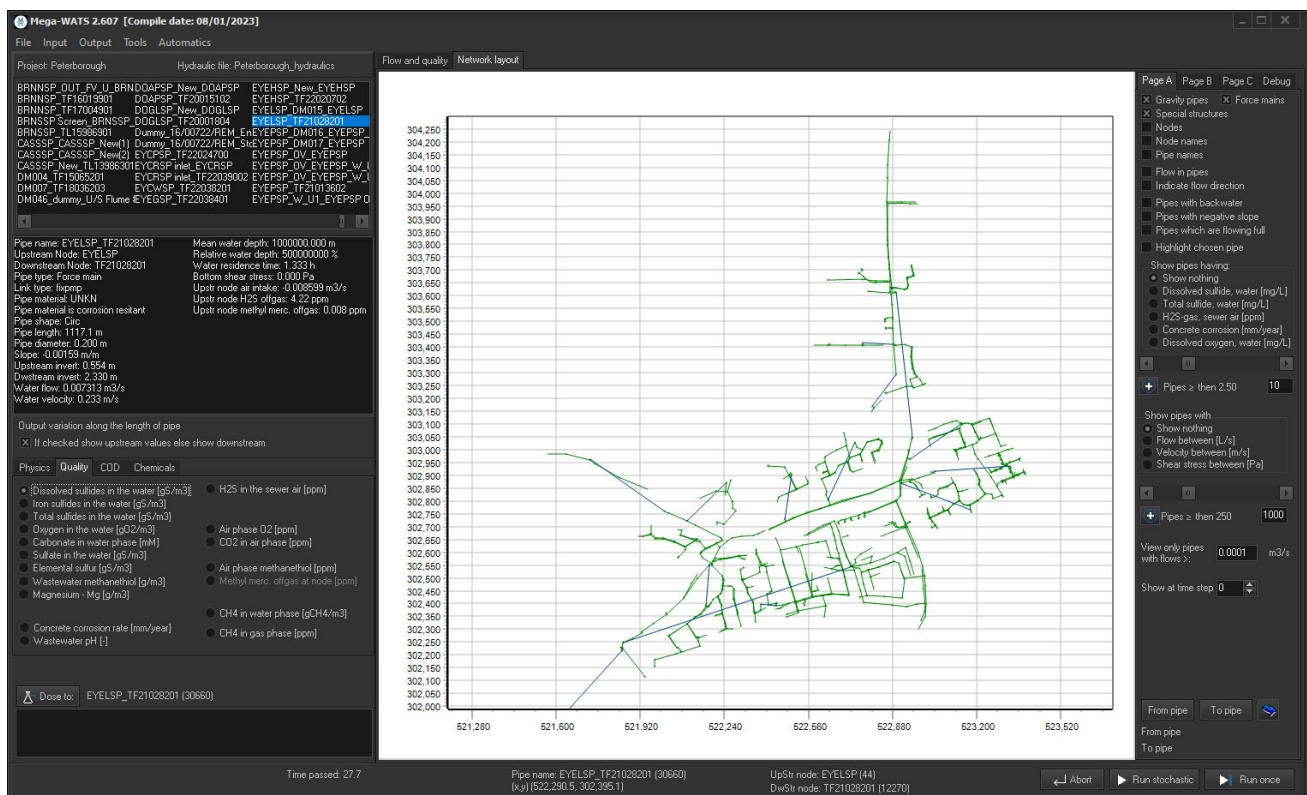 Mega-WATS 2.607 [Compile date: 08/01/2023]
File Input Output Tools Automatics
Project: Peterborough Hydraulic file: Peterborough_hydraulics
BRNNSP_OUT_FV_U_BRN DOAPSP_New_DOAPSP EYEHSP_New_EYEHSP
BRNNSP_TF16019901 DOAPSP_TF20015102 EYEHSP_TF22020702
BRNNSP_TF17004901 DOGLSP_New_DOGLSP EYELSP_DM015_EYELSP
BRNSSP Screen_BRNSSP_ DOGLSP_TF20001804 EYELSP_TF21028201
BRNSSP_TL15986901 Dummy_16/00722/REM_En EYEPSP_DM016_EYEPSP_
CASSSP_CASSSP_New(1) Dummy_16/00722/REM_Sto EYEPSP_DM017_EYEPSP
CASSSP_CASSSP_New(2) EYCPSP_TF22024700 EYEPSP_OV_EYEPSP
CASSSP_New_TL13986301 EYCRSP inlet_EYCRSP EYEPSP_OV_EYEPSP_W_U
DM004_TF15065201 EYCRSP inlet_TF22039002 EYEPSP_OV_EYEPSP_W_U
DM007_TF18036203 EYCWSP_TF22038201 EYEPSP_TF21013602
DM046_dummy_U/S Flume EYEGSP_TF22038401 EYEPSP_W_U1_EYEPSP O
Pipe name: EYELSP_TF21028201 Mean water depth: 1000000.000 m
Upstream Node: EYELSP Relative water depth: 500000000 %
Downstream Node: TF21028201 Water residence time: 1.333 h
Pipe type: Force main Bottom shear stress: 0.000 Pa
Link type: fixpmp Upstr node air intake: -0.008599 m3/s
Pipe material: UNKN Upstr node H2S offgas: 4.22 ppm
Pipe material is corrosion resitant Upstr node methyl merc. offgas: 0.008 ppm
Pipe shape: Circ
Pipe length: 1117.1 m
Pipe diameter: 0.200 m
Slope: -0.00159 m/m
Upstream invert: 0.554 m
Dwstream invert: 2.330 m
Water flow: 0.007313 m3/s
Water velocity: 0.233 m/s
Output variation along the length of pipe
If checked show upstream values else show downstream
Physics Quality COD Chemicals
Dissolved sulfides in the water [gS/m3] H2S in the sewer air [ppm]
Iron sulfides in the water [gS/m3]
Total sulfides in the water [gS/m3]
Oxygen in the water [gO2/m3] Air phase O2 [ppm]
Carbonate in water phase [mM] CO2 in air phase [ppm]
Sulfate in the water [gS/m3]
Elemental sulfur [gS/m3] Air phase methanethiol [ppm]
Wastewater methanethiol [g/m3] Methyl merc. offgas at node [ppm]
Magnesium - Mg [g/m3]
CH4 in water phase [gCH4/m3]
Concrete corrosion rate [mm/year] CH4 in gas phase [ppm]
Wastewater pH [-]
Dose to: EYELSP_TF21028201 (30660)
Flow and quality Network layout
304,250
304,200
304,150
304,100
304,050
304,000
303,950
303,900
303,850
303,800
303,750
303,700
303,650
303,600
303,550
303,500
303,450
303,400
303,350
303,300
303,250
303,200
303,150
303,100
303,050
303,000
302,950
302,900
302,850
302,800
302,750
302,700
302,650
302,600
302,550
302,500
302,450
302,400
302,350
302,300
302,250
302,200
302,150
302,100
302,050
302,000
521,280 521,600 521,920 522,240 522,560 522,880 523,200 523,520
Page A Page B Page C Debug
Gravity pipes Force mains
Special structures
Nodes
Node names
Pipe names
Flow in pipes
Indicate flow direction
Pipes with backwater
Pipes with negative slope
Pipes which are flowing full
Highlight chosen pipe
Show pipes having:
Show nothing
Dissolved sulfide, water [mg/L]
Total sulfide, water [mg/L]
H2S-gas, sewer air [ppm]
Concrete corrosion [mm/year]
Dissolved oxygen, water [mg/L]
Pipes ≥ then 2.50 10
Show pipes with
Show nothing
Flow between [L/s]
Velocity between [m/s]
Shear stress between [Pa]
Pipes ≥ then 250 1000
View only pipes
with flows >: 0.0001 m3/s
Show at time step 0
From pipe To pipe
From pipe
To pipe
Time passed: 27.7 Pipe name: EYELSP_TF21028201 (30660) UpStr node: EYELSP (44)
(x,y) (522,290.5, 302,395.1) DwStr node: TF21028201 (12270)
Abort Run stochastic Run once